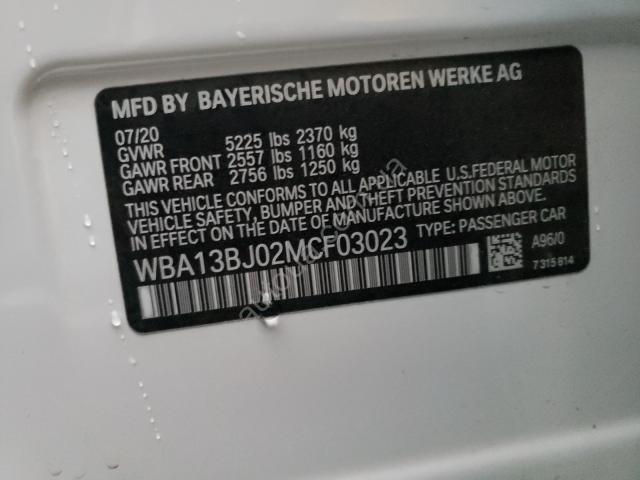 MFD BY BAYERISCHE MOTOREN WERKE AG
07/20
GVWR 5225 lbs 2370 kg
GAWR FRONT 2557 lbs 1160 kg
GAWR REAR 2756 lbs 1250 kg
THIS VEHICLE CONFORMS TO ALL APPLICABLE U.S.FEDERAL MOTOR
VEHICLE SAFETY, BUMPER AND THEFT PREVENTION STANDARDS
IN EFFECT ON THE DATE OF MANUFACTURE SHOWN ABOVE.
WBA13BJ02MCF03023 TYPE: PASSENGER CAR
A96/0
7315814